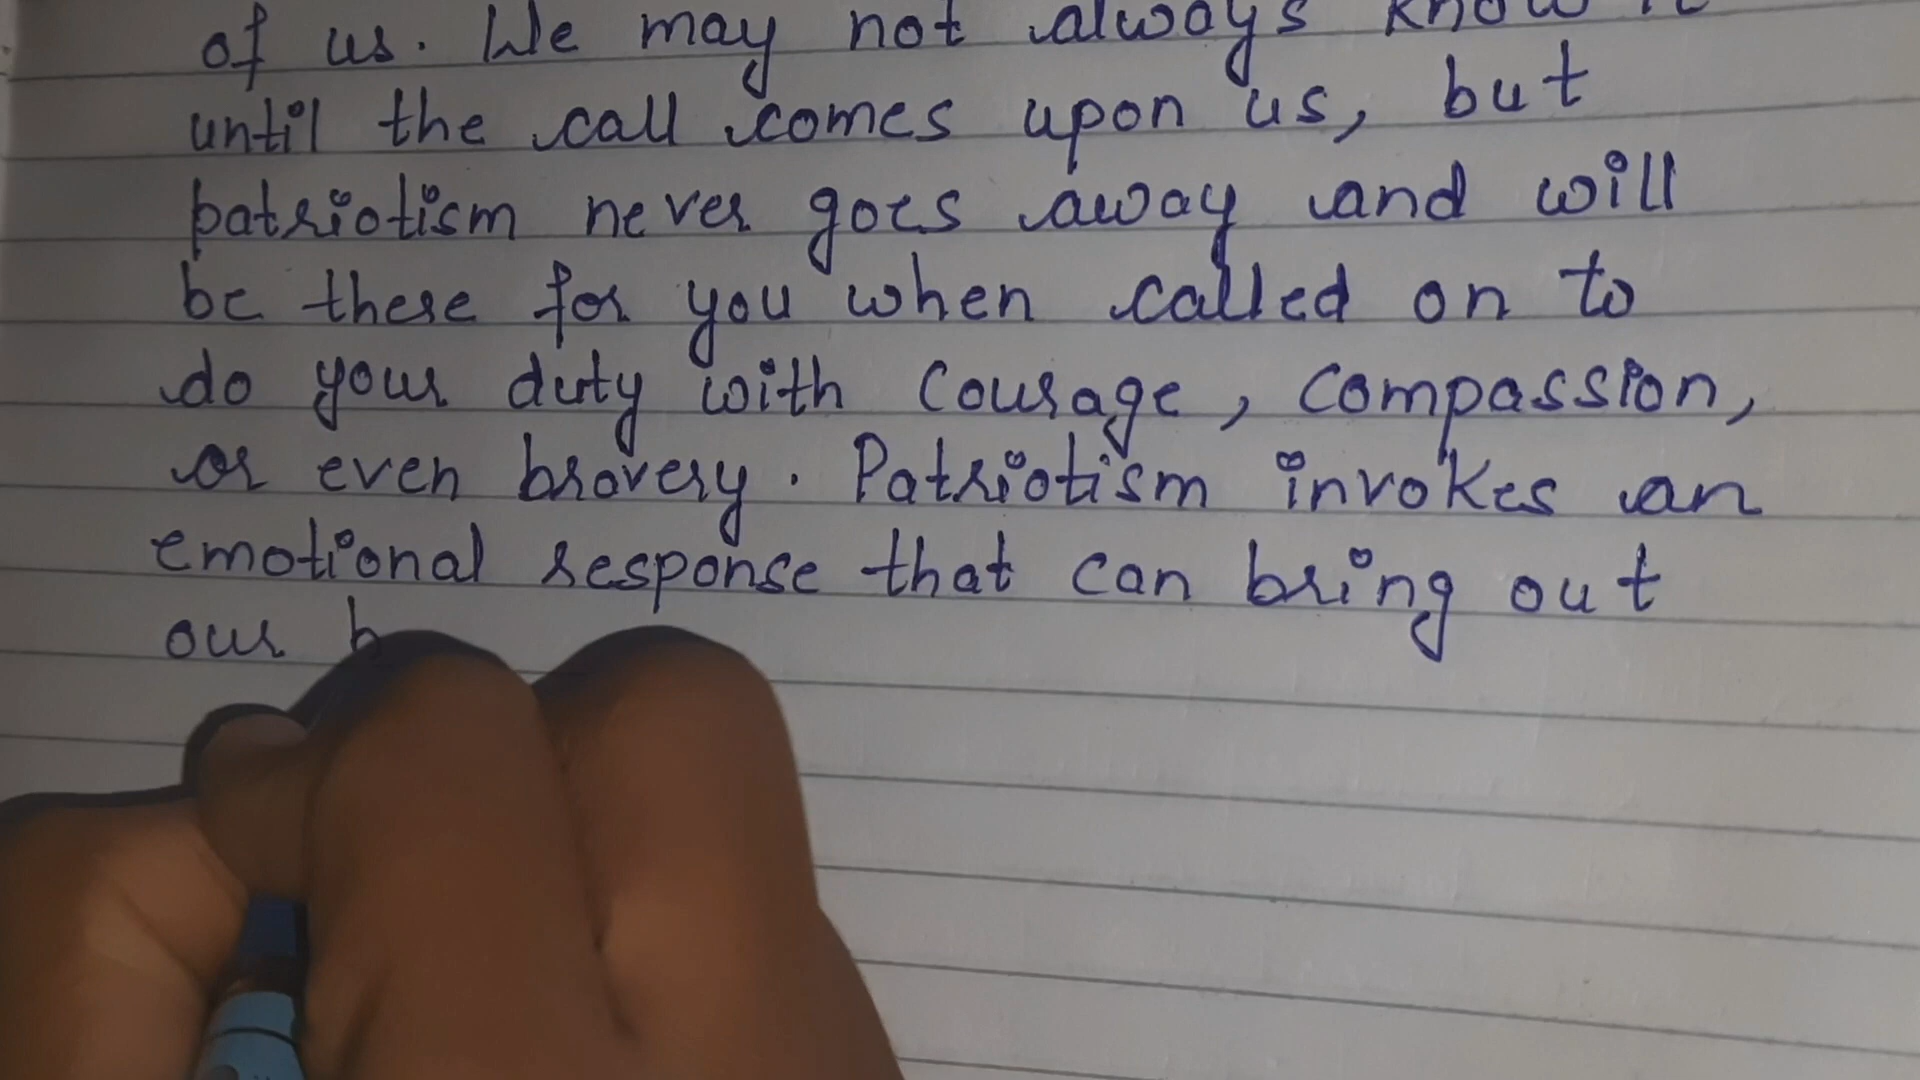 of us. We may not always know it
until the call comes upon us, but
patriotism never goes away and will
be there for you when called on to
do your duty with Courage, Compassion,
or even bravery. Patriotism invokes an
emotional response that can bring out
our